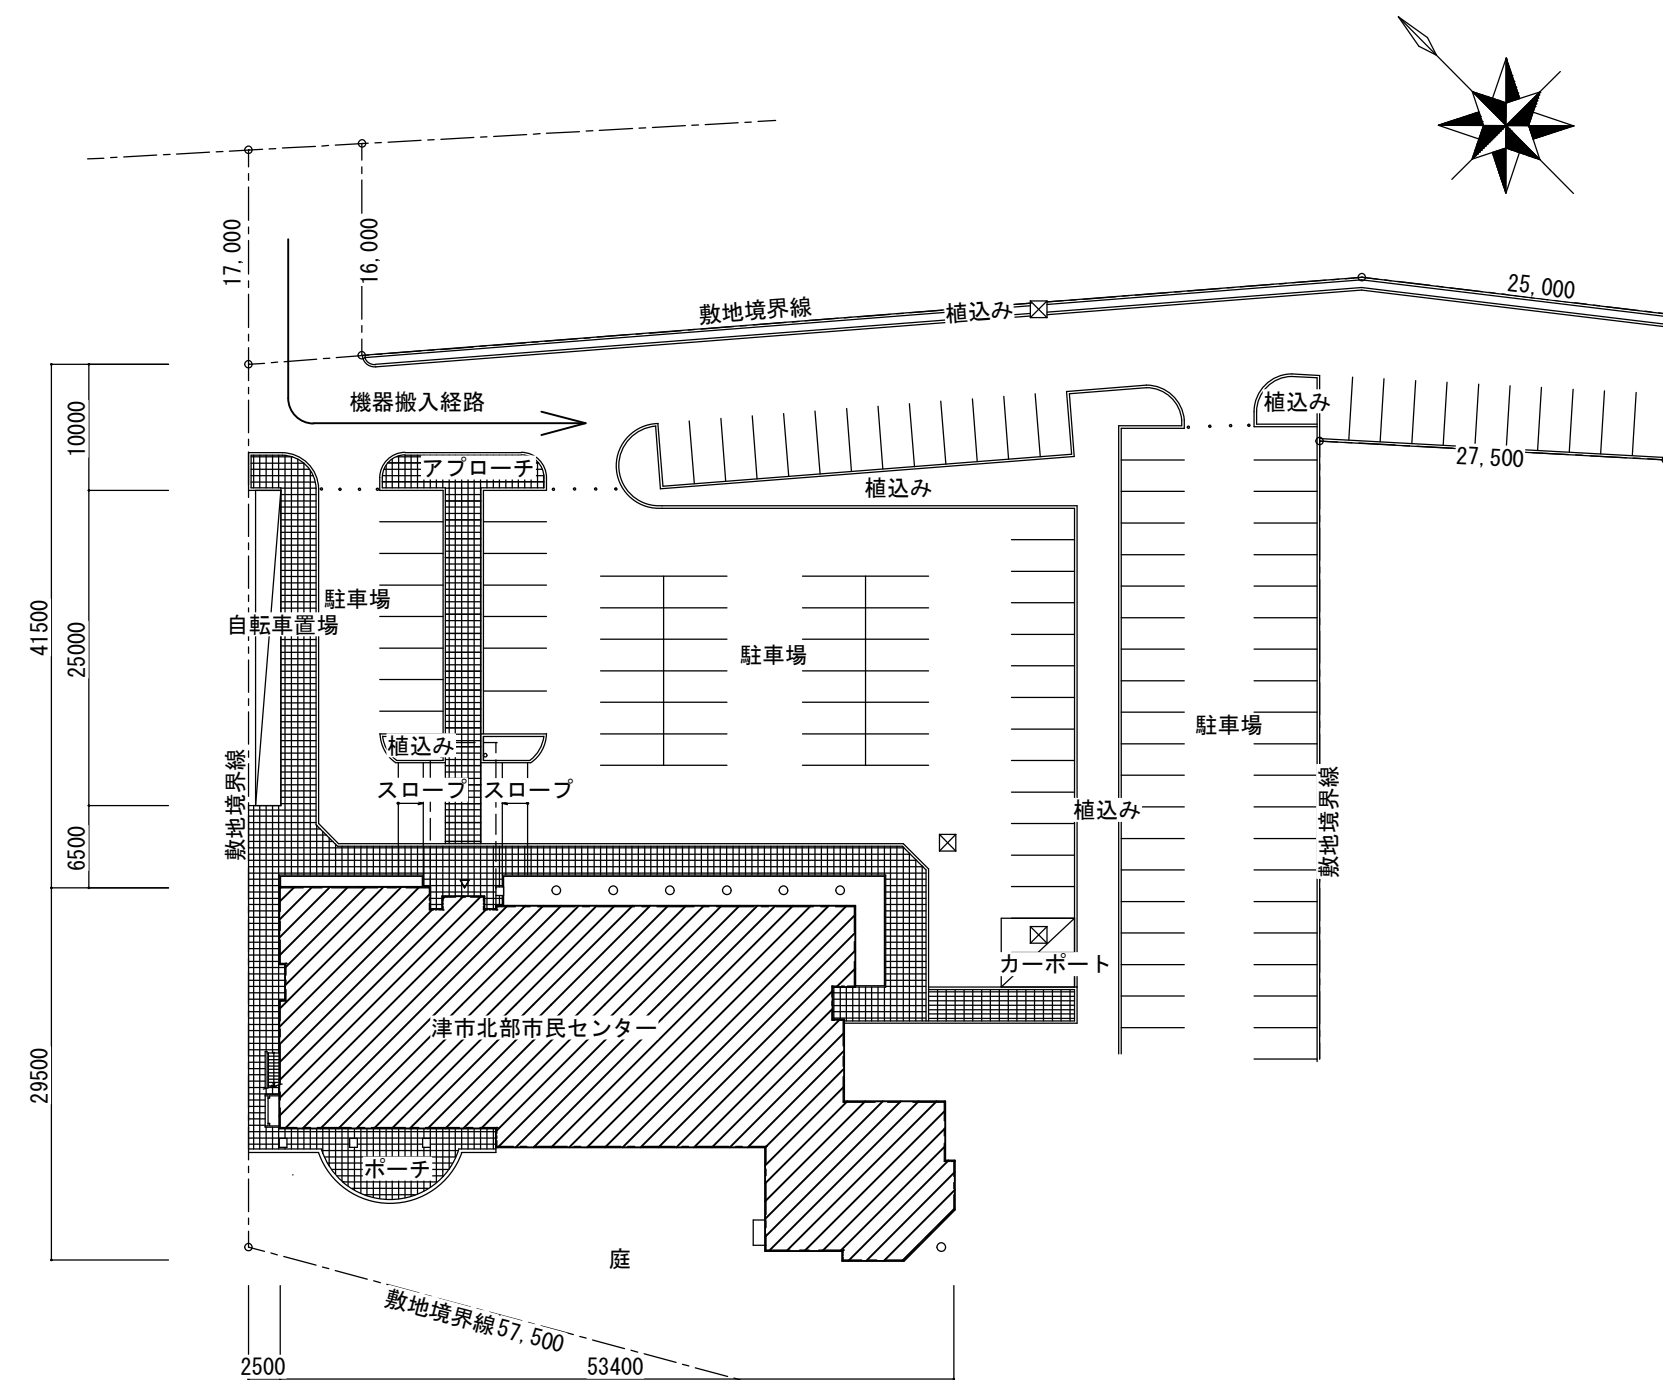 17,000
16,000
敷地境界線
植込み
25,000
機器搬入経路
植込み
10000
アプローチ
27,500
植込み
41500
25000
駐車場
自転車置場
駐車場
駐車場
植込み
敷地境界線
スロープ
スロープ
植込み
敷地境界線
6500
カーポート
津市北部市民センター
29500
ポーチ
庭
敷地境界線57,500
2500
53400